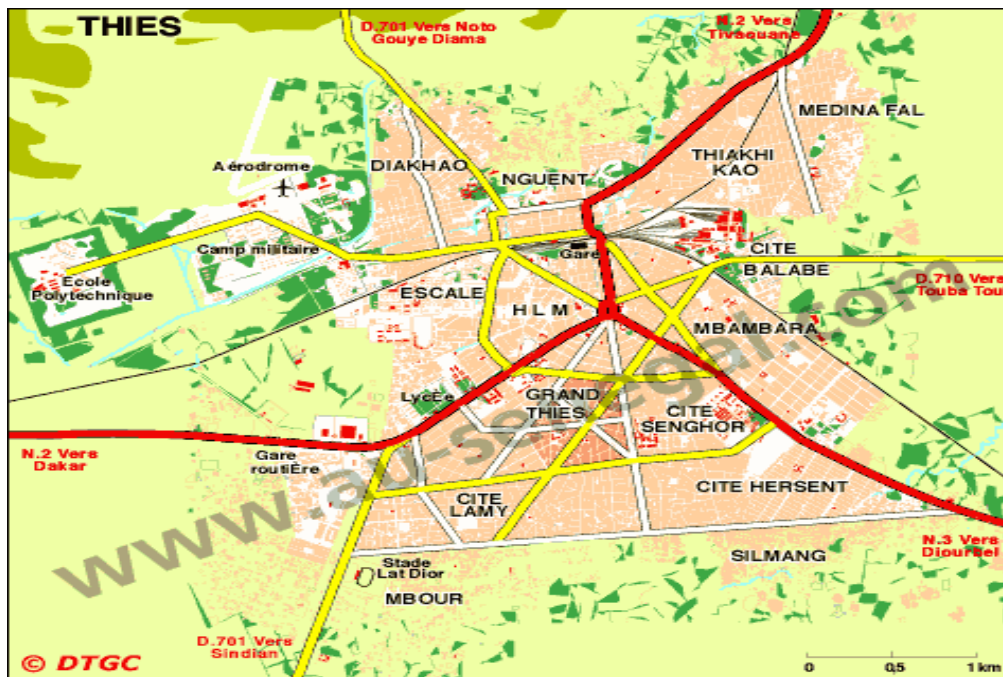 THIES
D.701 Vers Noto
Gouye Diama
N.2 Vers
Tivaouane
MEDINA FAL
Aérodrome
DIAKHAO
NGUENT
THIAKHI
KAO
Camp militaire
Ecole
Polytechnique
Gare
CITE
BALABE
D.710 Vers
Touba Tou
ESCALE
H L M
MBAMBARA
LycÈe
GRAND
THIES
CITE
SENGHOR
N.2 Vers
Dakar
Gare
routiÈre
CITE
LAMY
CITE HERSENT
N.3 Vers
Diourbel
SILMANG
Stade
Lat Dior
MBOUR
D.701 Vers
Sindian
www.au-senegal.com
© DTGC
0 0,5 1 km